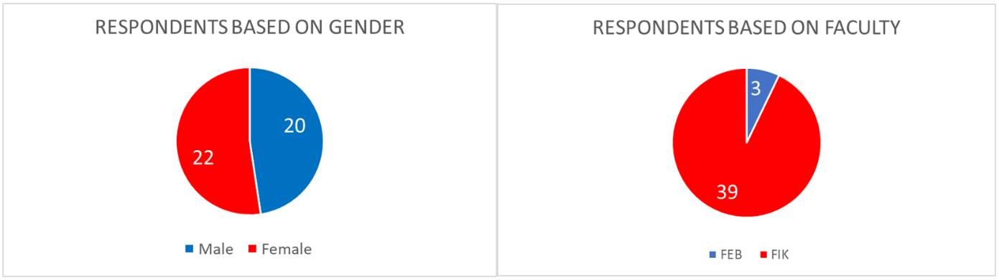 RESPONDENTS BASED ON GENDER
20
22
Male Female
RESPONDENTS BASED ON FACULTY
3
39
FEB FIK